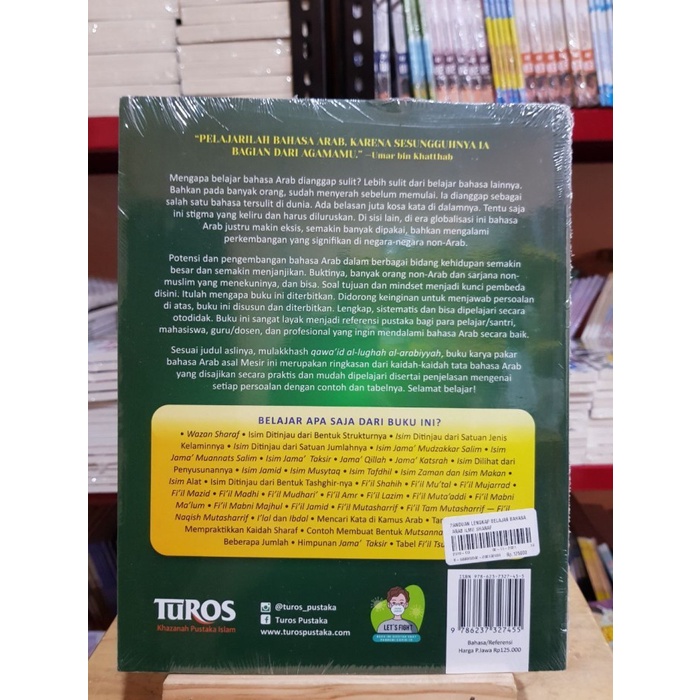 "PELAJARILAH BAHASA ARAB, KARENA SESUNGGUHNYA IA
BAGIAN DARI AGAMAMU." —Umar bin Khatthab
Mengapa belajar bahasa Arab dianggap sulit? Lebih sulit dari belajar bahasa lainnya.
Bahkan pada banyak orang, sudah menyerah sebelum memulai. Ia dianggap sebagai
salah satu bahasa tersulit di dunia. Ada belasan juta kosa kata di dalamnya. Tentu saja
ini stigma yang keliru dan harus diluruskan. Di sisi lain, di era globalisasi ini bahasa
Arab justru makin eksis, semakin banyak dipakai, bahkan mengalami
perkembangan yang signifikan di negara-negara non-Arab.
Potensi dan pengembangan bahasa Arab dalam berbagai bidang kehidupan semakin
besar dan semakin menjanjikan. Buktinya, banyak orang non-Arab dan sarjana non-
muslim yang menekuninya, dan bisa. Soal tujuan dan mindset menjadi kunci pembeda
disini. Itulah mengapa buku ini diterbitkan. Didorong keinginan untuk menjawab persoalan
di atas, buku ini disusun dan diterbitkan. Lengkap, sistematis dan bisa dipelajari secara
otodidak. Buku ini sangat layak menjadi referensi pustaka bagi para pelajar/santri,
mahasiswa, guru/dosen, dan profesional yang ingin mendalami bahasa Arab secara baik.
Sesuai judul aslinya, mulakkhash qawa'id al-lughah al-arabiyyah, buku karya pakar
bahasa Arab asal Mesir ini merupakan ringkasan dari kaidah-kaidah tata bahasa Arab
yang disajikan secara praktis dan mudah dipelajari disertai penjelasan mengenai
setiap persoalan dengan contoh dan tabelnya. Selamat belajar!
BELAJAR APA SAJA DARI BUKU INI?
• Wazan Sharaf • Isim Ditinjau dari Bentuk Strukturnya • Isim Ditinjau dari Satuan Jenis
Kelaminnya • Isim Ditinjau dari Satuan Jumlahnya • Isim Jama' Mudzakkar Salim • Isim
Jama' Muannats Salim • Isim Jama' Taksir • Jama' Qillah • Jama' Katsrah • Isim Dilihat dari
Penyusunannya • Isim Jamid • Isim Musytaq • Isim Tafdhil • Isim Zaman dan Isim Makan •
Isim Alat • Isim Ditinjau dari Bentuk Tashghir-nya • Fi'il Shahih • Fi'il Mu'tal • Fi'il Mujarrad •
Fi'il Mazid • Fi'il Madhi • Fi'il Mudhari' • Fi'il Amr • Fi'il Lazim • Fi'il Muta'addi • Fi'il Mabni
Ma'lum • Fi'il Mabni Majhul • Fi'il Jamid • Fi'il Mutasharrif • Fi'il Tam Mutasharrif — Fi'il
Naqish Mutasharrif • I'lal dan Ibdal • Mencari Kata di Kamus Arab
Mempraktikkan Kaidah Sharaf • Contoh Membuat Bentuk
Beberapa Jumlah • Himpunan Jama' Taksir • Tabel Fi'il
PANDUAN LENGKAP BELAJAR BAHASA
ARAB ILMU SHARAF
TUROS
Khazanah Pustaka Islam
@turos_pustaka
Turos Pustaka
www.turospustaka.com
LET'S FIGHT
ISBN 978-623-7327-45-5
9 786237 327455
Bahasa/Referensi
Harga P.Jawa Rp125.000